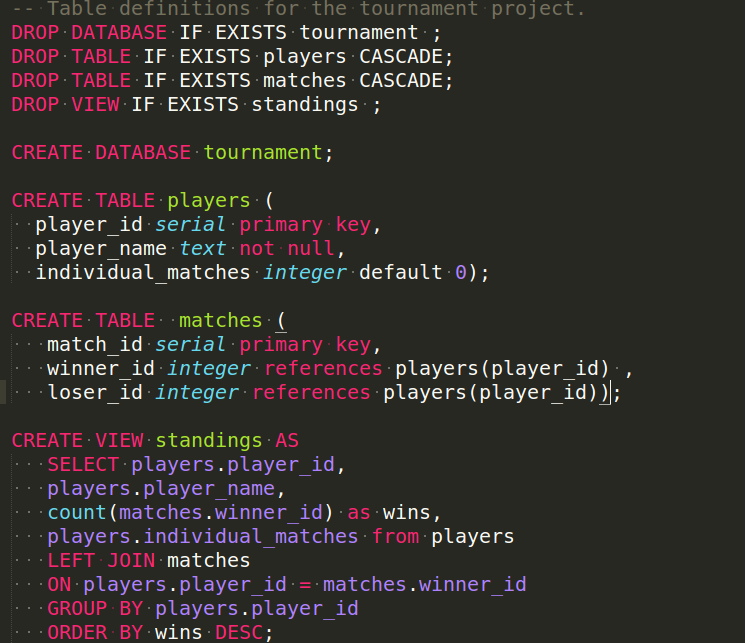 -- Table definitions for the tournament project.
DROP DATABASE IF EXISTS tournament ;
DROP TABLE IF EXISTS players CASCADE;
DROP TABLE IF EXISTS matches CASCADE;
DROP VIEW IF EXISTS standings ;
CREATE DATABASE tournament;
CREATE TABLE players (
player_id serial primary key,
player_name text not null,
individual_matches integer default 0);
CREATE TABLE  matches (
match_id serial primary key,
winner_id integer references players(player_id) ,
loser_id integer references players(player_id));
CREATE VIEW standings AS
SELECT players.player_id,
players.player_name,
count(matches.winner_id) as wins,
players.individual_matches from players
LEFT JOIN matches
ON players.player_id = matches.winner_id
GROUP BY players.player_id
ORDER BY wins DESC;